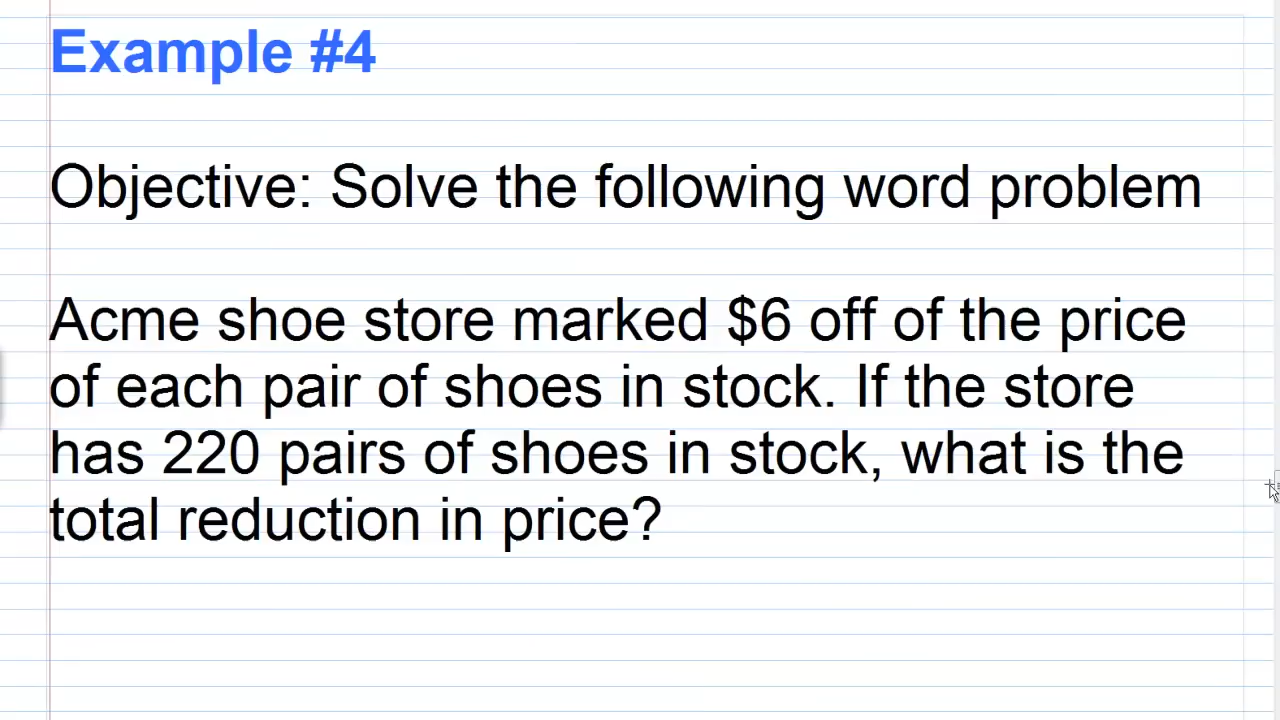 Example #4
Objective: Solve the following word problem
Acme shoe store marked $6 off of the price
of each pair of shoes in stock. If the store
has 220 pairs of shoes in stock, what is the
total reduction in price?